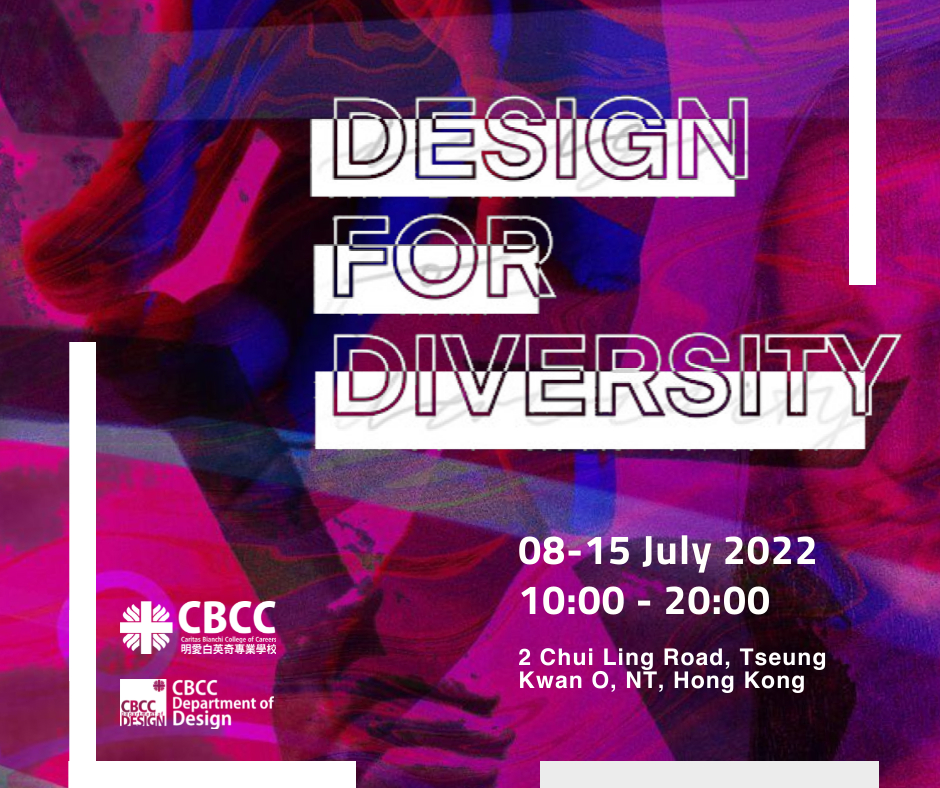 DESIGN
FOR
DIVERSITY
08-15 July 2022
10:00 - 20:00
2 Chui Ling Road, Tseung
Kwan O, NT, Hong Kong
CBCC
Caritas Bianchi College of Careers
明愛白英奇專業學校
CBCC
DESIGN
CBCC
Department of
Design